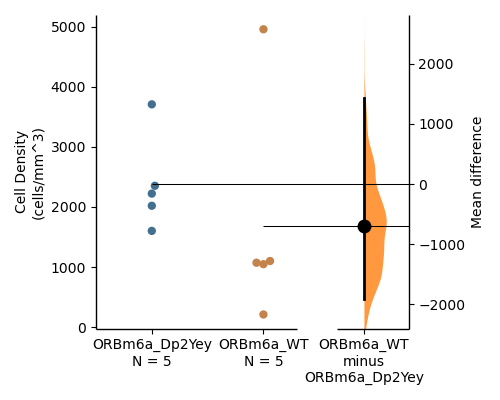 5000
4000
3000
2000
1000
0
Cell Density
(cells/mm^3)
2000
1000
0
−1000
−2000
Mean difference
ORBm6a_Dp2Yey
N = 5
ORBm6a_WT
N = 5
ORBm6a_WT
minus
ORBm6a_Dp2Yey